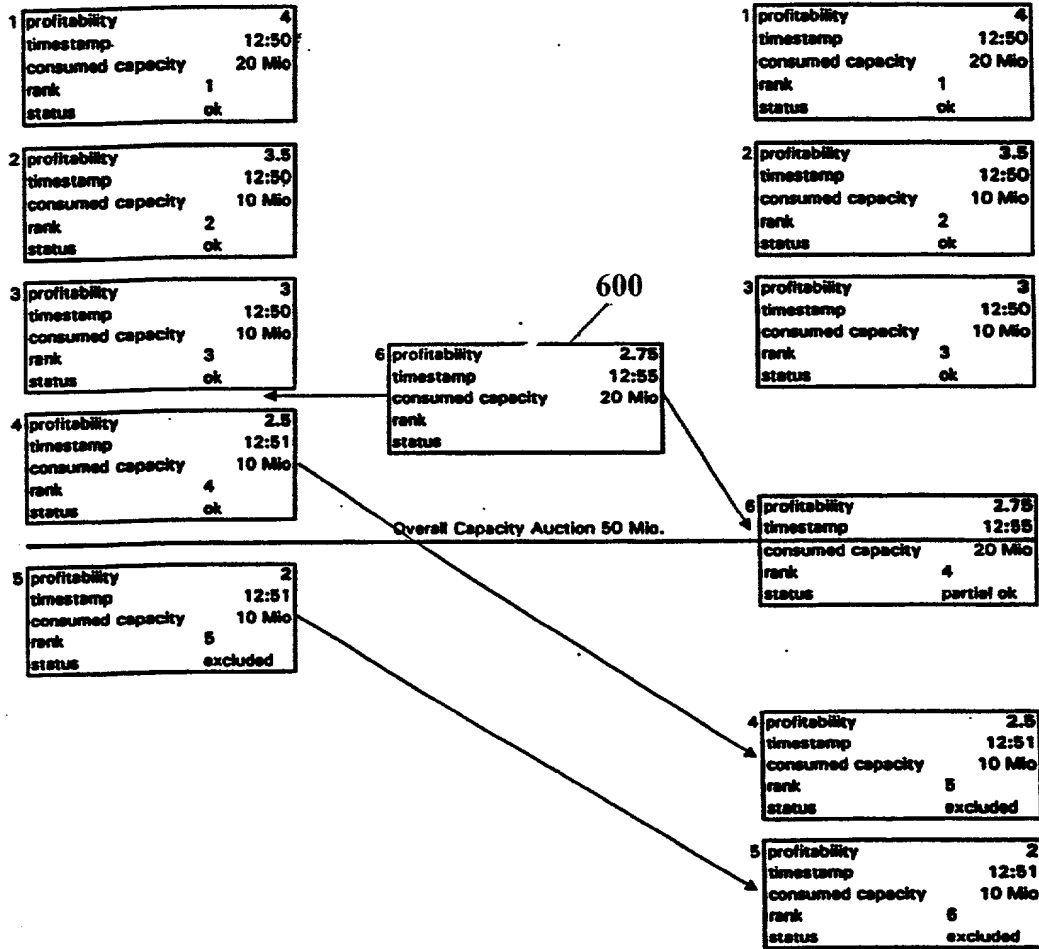 1 profitability 4
timestamp 12:50
consumed capacity 20 Mio
rank 1
status ok
2 profitability 3.5
timestamp 12:50
consumed capacity 10 Mio
rank 2
status ok
3 profitability 3
timestamp 12:50
consumed capacity 10 Mio
rank 3
status ok
4 profitability 2.5
timestamp 12:51
consumed capacity 10 Mio
rank 4
status ok
5 profitability 2
timestamp 12:51
consumed capacity 10 Mio
rank 5
status excluded
600
6 profitability 2.75
timestamp 12:55
consumed capacity 20 Mio
rank
status
Overall Capacity Auction 50 Mio.
1 profitability 4
timestamp 12:50
consumed capacity 20 Mio
rank 1
status ok
2 profitability 3.5
timestamp 12:50
consumed capacity 10 Mio
rank 2
status ok
3 profitability 3
timestamp 12:50
consumed capacity 10 Mio
rank 3
status ok
6 profitability 2.75
timestamp 12:55
consumed capacity 20 Mio
rank 4
status partial ok
4 profitability 2.5
timestamp 12:51
consumed capacity 10 Mio
rank 5
status excluded
5 profitability 2
timestamp 12:51
consumed capacity 10 Mio
rank 6
status excluded